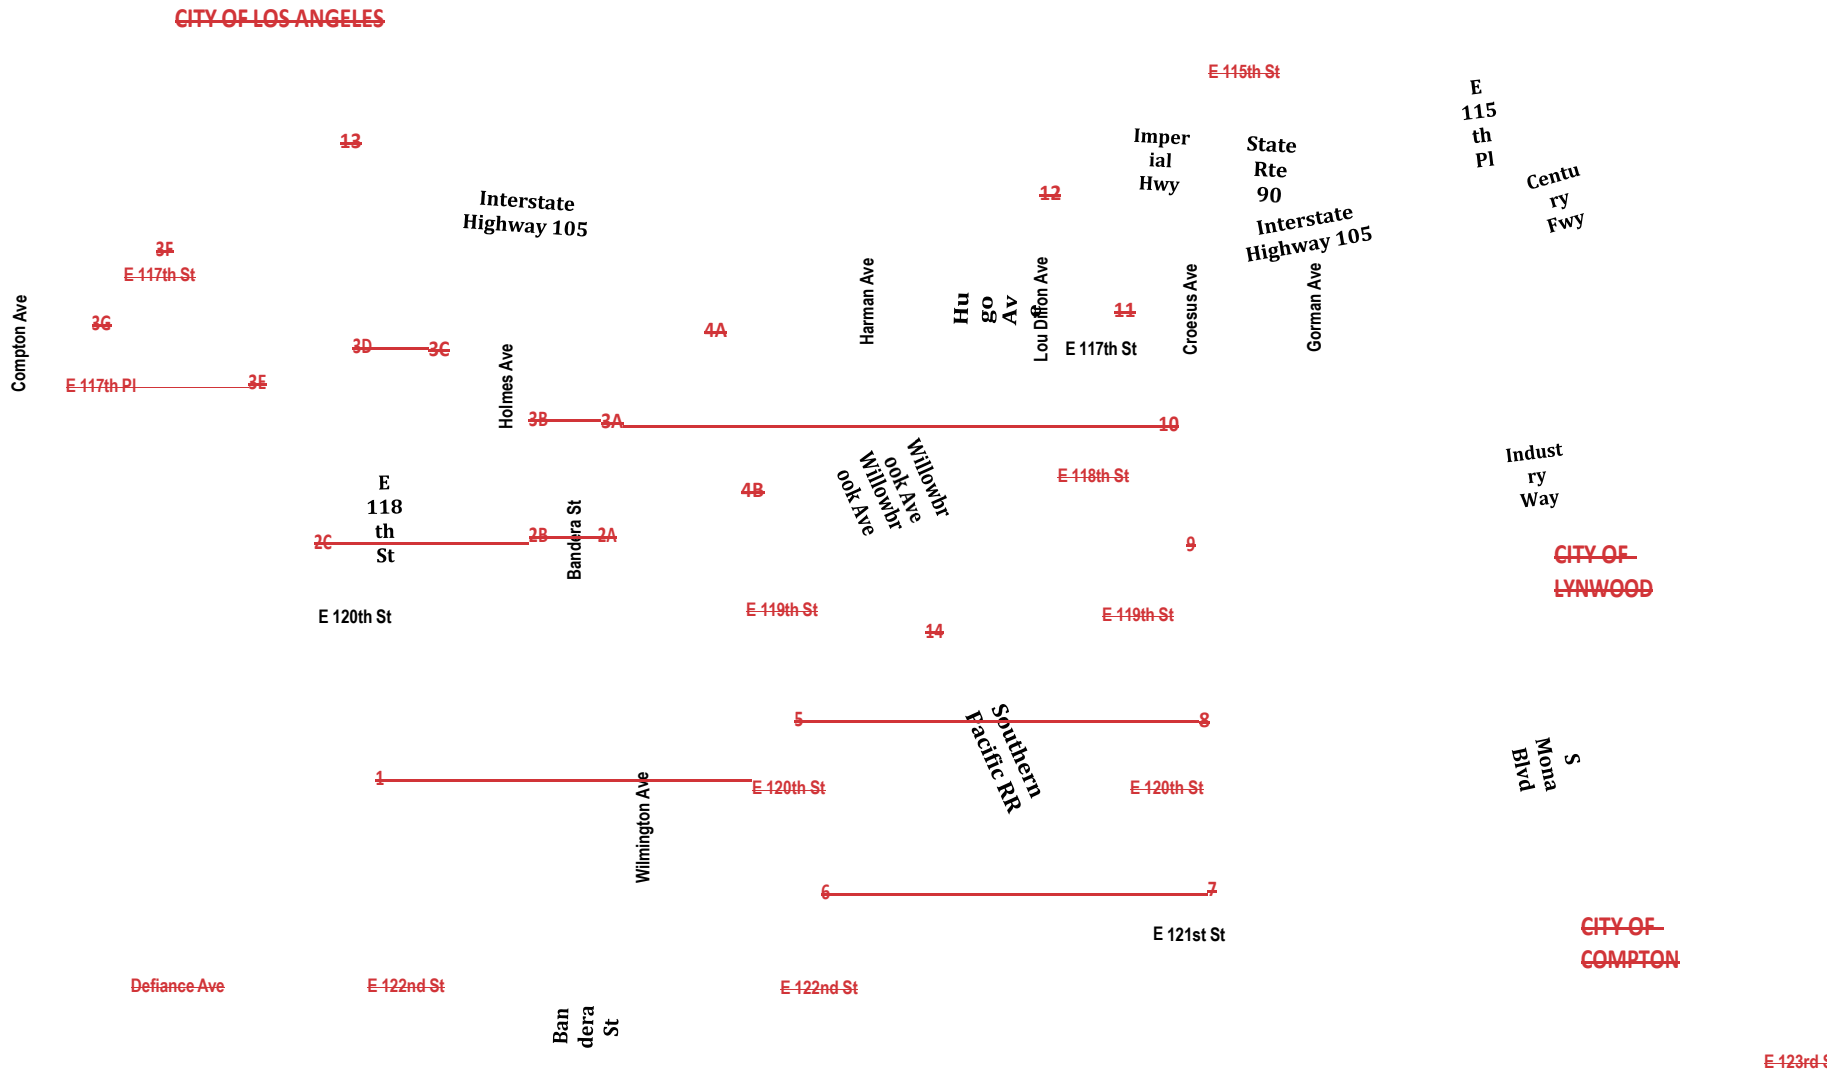 CITY OF LOS ANGELES
E 115th St
E
115
th
Pl
13
Imper
ial
Hwy
State
Rte
90
Centu
ry
Fwy
12
Interstate
Highway 105
Interstate
Highway 105
3F
E 117th St
Compton Ave
Harman Ave
Hu
go
Av
e
Lou Dillon Ave
11
Croesus Ave
Gorman Ave
3G
4A
3D
3C
Holmes Ave
E 117th St
E 117th Pl
3E
3B
3A
10
Willowbr
ook Ave
Willowbr
ook Ave
E 118th St
Indust
ry
Way
E
118
th
St
4B
2C
2B
Bandera St
2A
9
CITY OF
LYNWOOD
E 120th St
E 119th St
E 119th St
14
5
Southern
Pacific RR
8
S
Mona
Blvd
1
Wilmington Ave
E 120th St
E 120th St
6
7
E 121st St
CITY OF
COMPTON
Defiance Ave
E 122nd St
E 122nd St
Ban
dera
St
E 123rd